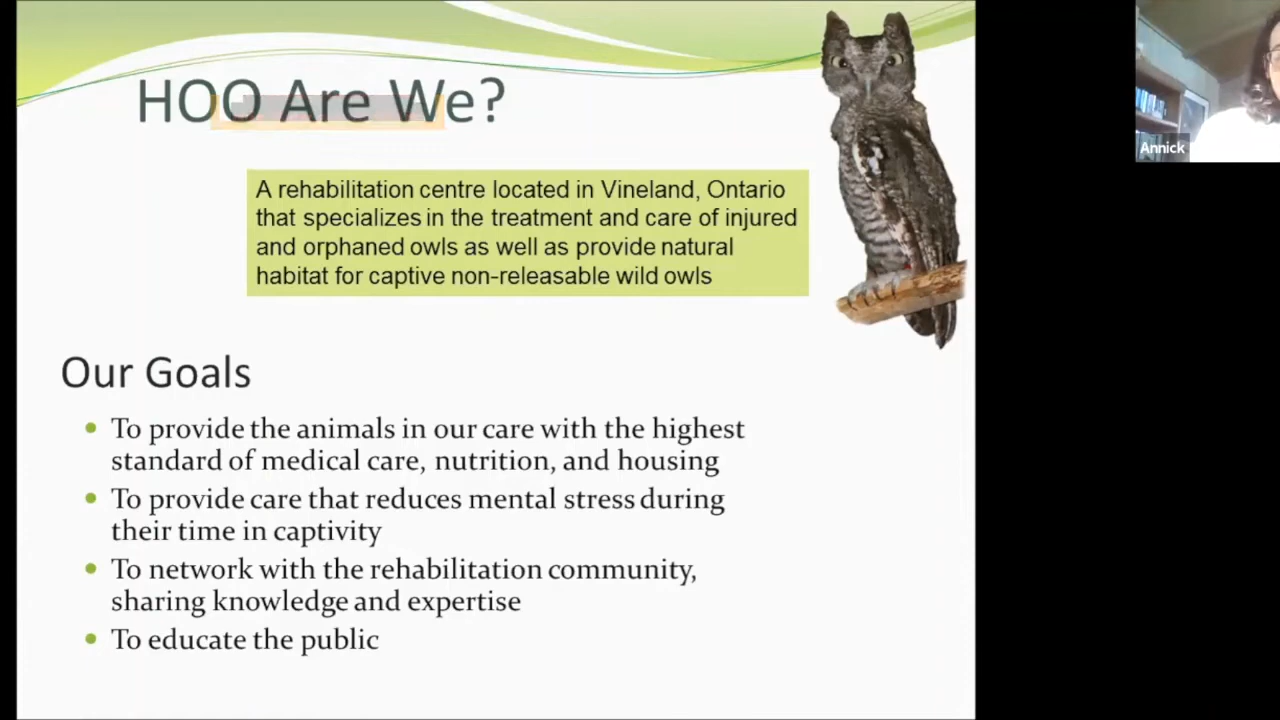 HOO Are We?
A rehabilitation centre located in Vineland, Ontario
that specializes in the treatment and care of injured
and orphaned owls as well as provide natural
habitat for captive non-releasable wild owls
Annick
Our Goals
• To provide the animals in our care with the highest
standard of medical care, nutrition, and housing
• To provide care that reduces mental stress during
their time in captivity
• To network with the rehabilitation community,
sharing knowledge and expertise
• To educate the public